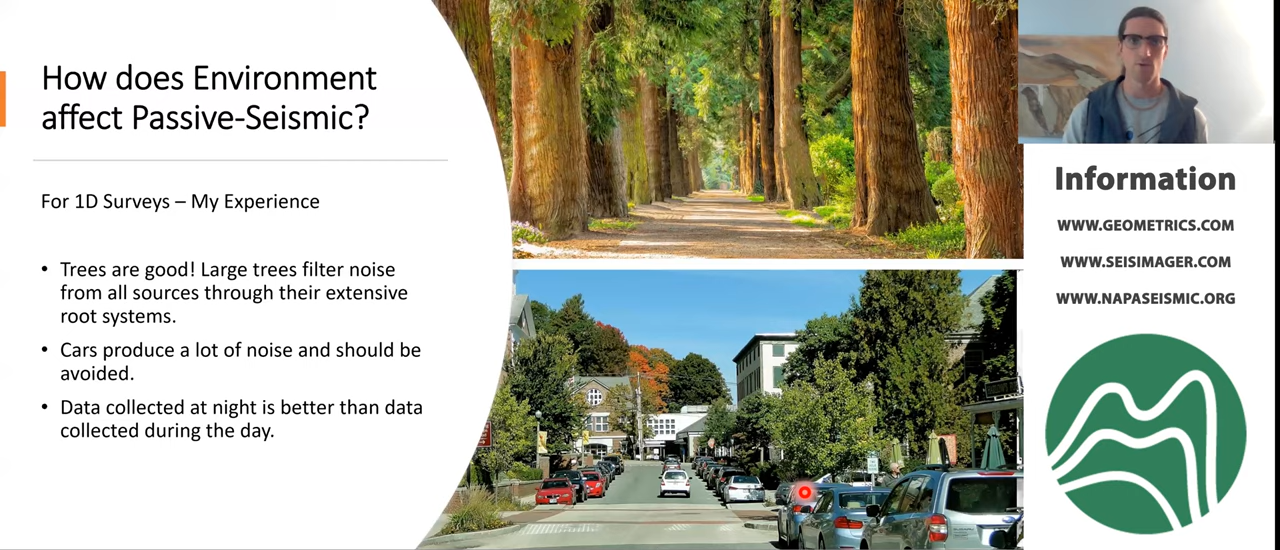 How does Environment
affect Passive-Seismic?
For 1D Surveys – My Experience
• Trees are good! Large trees filter noise
from all sources through their extensive
root systems.
• Cars produce a lot of noise and should be
avoided.
• Data collected at night is better than data
collected during the day.
Information
WWW.GEOMETRICS.COM
WWW.SEISIMAGER.COM
WWW.NAPASEISMIC.ORG